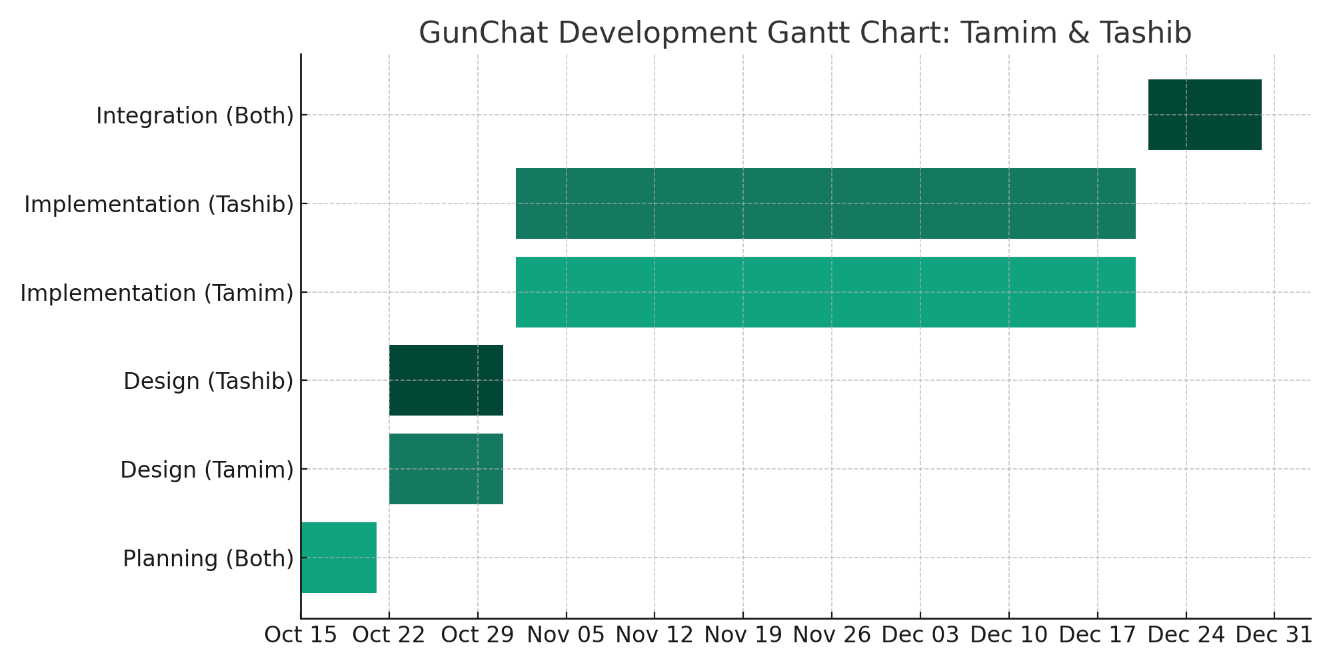 GunChat Development Gantt Chart: Tamim & Tashib
Integration (Both)
Implementation (Tashib)
Implementation (Tamim)
Design (Tashib)
Design (Tamim)
Planning (Both)
Oct 15 Oct 22 Oct 29 Nov 05 Nov 12 Nov 19 Nov 26 Dec 03 Dec 10 Dec 17 Dec 24 Dec 31